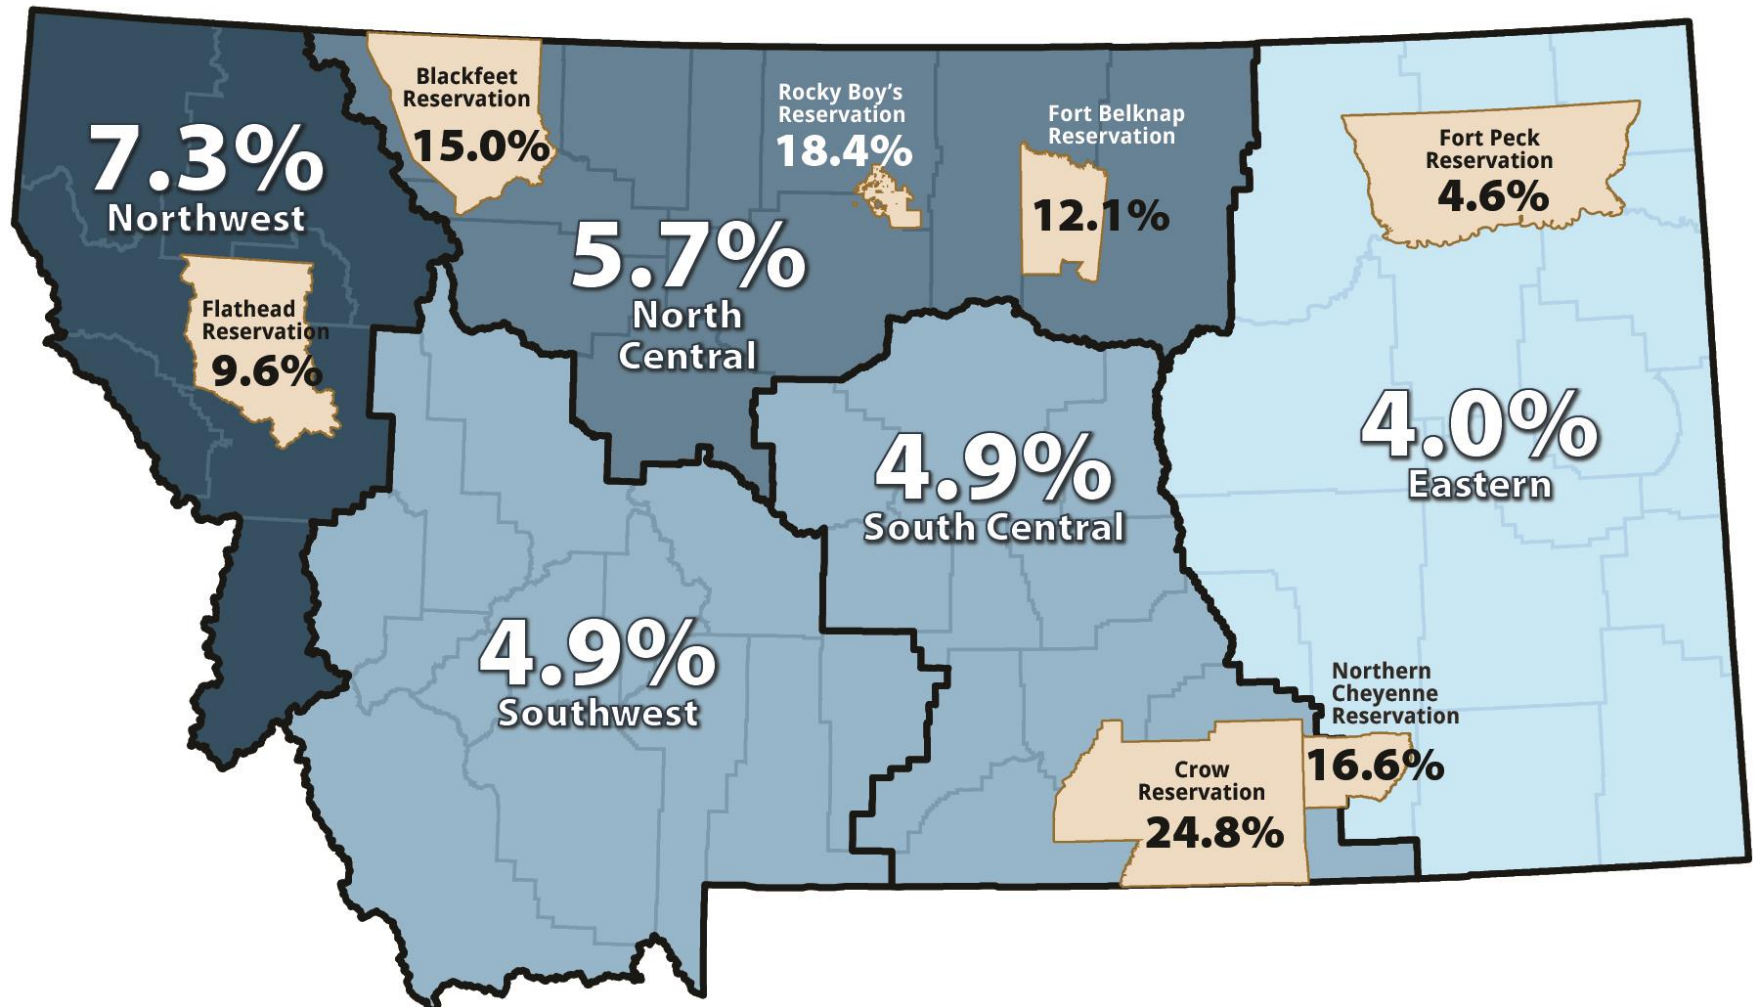 7.3%
Northwest
Flathead
Reservation
9.6%
Blackfeet
Reservation
15.0%
5.7%
North
Central
Rocky Boy's
Reservation
18.4%
Fort Belknap
Reservation
12.1%
Fort Peck
Reservation
4.6%
4.0%
Eastern
4.9%
South Central
4.9%
Southwest
Crow
Reservation
24.8%
Northern
Cheyenne
Reservation
16.6%